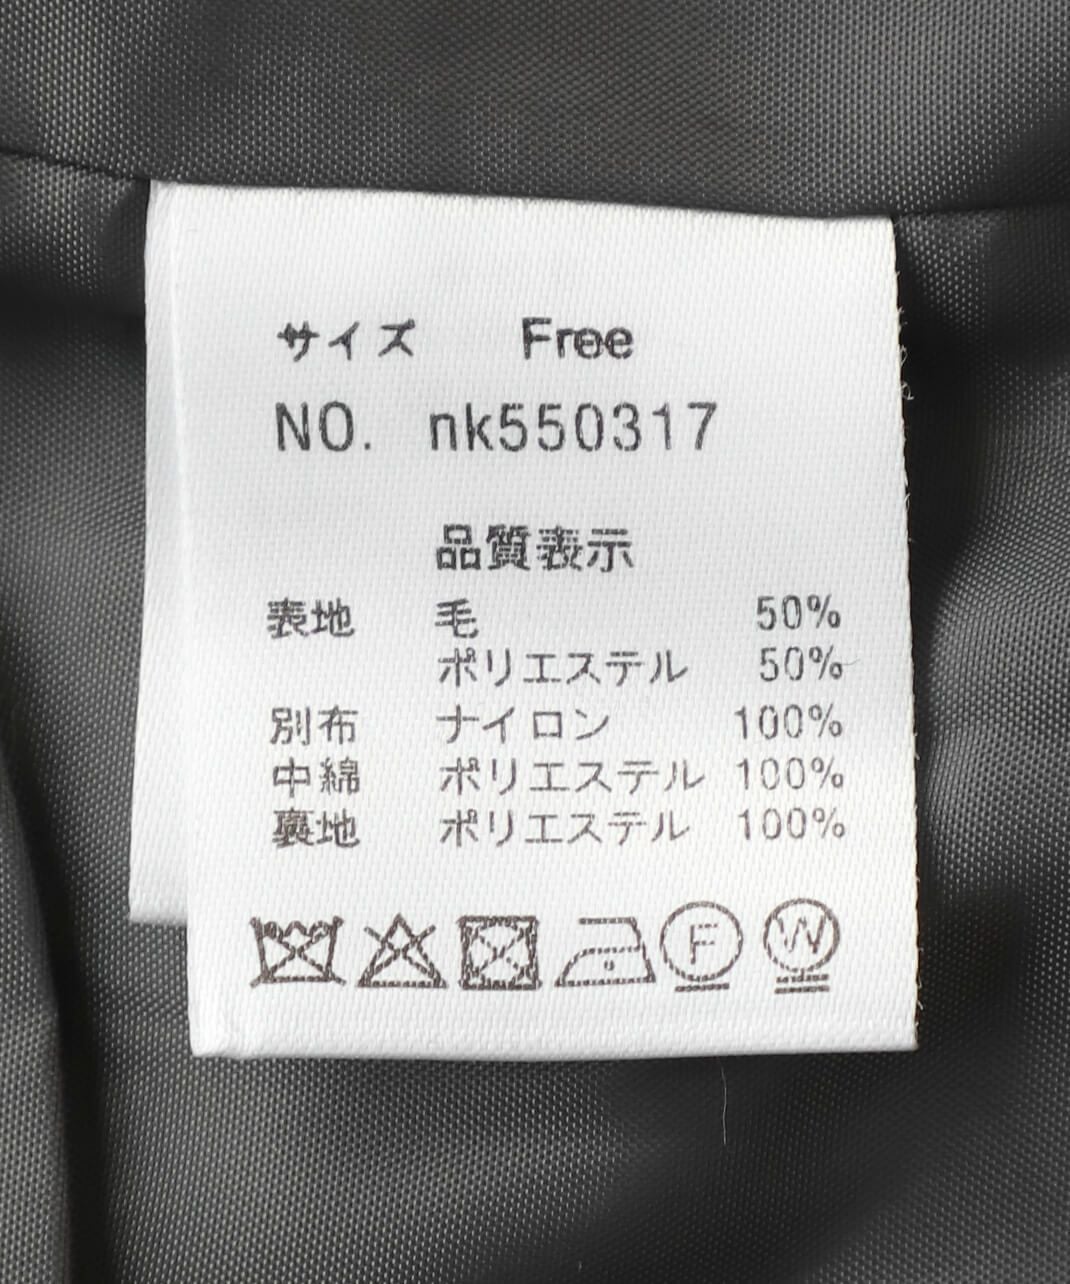 サイズ Free
NO. nk550317
品質表示
表地 毛 50%
ポリエステル 50%
別布 ナイロン 100%
中綿 ポリエステル 100%
裏地 ポリエステル 100%
F W